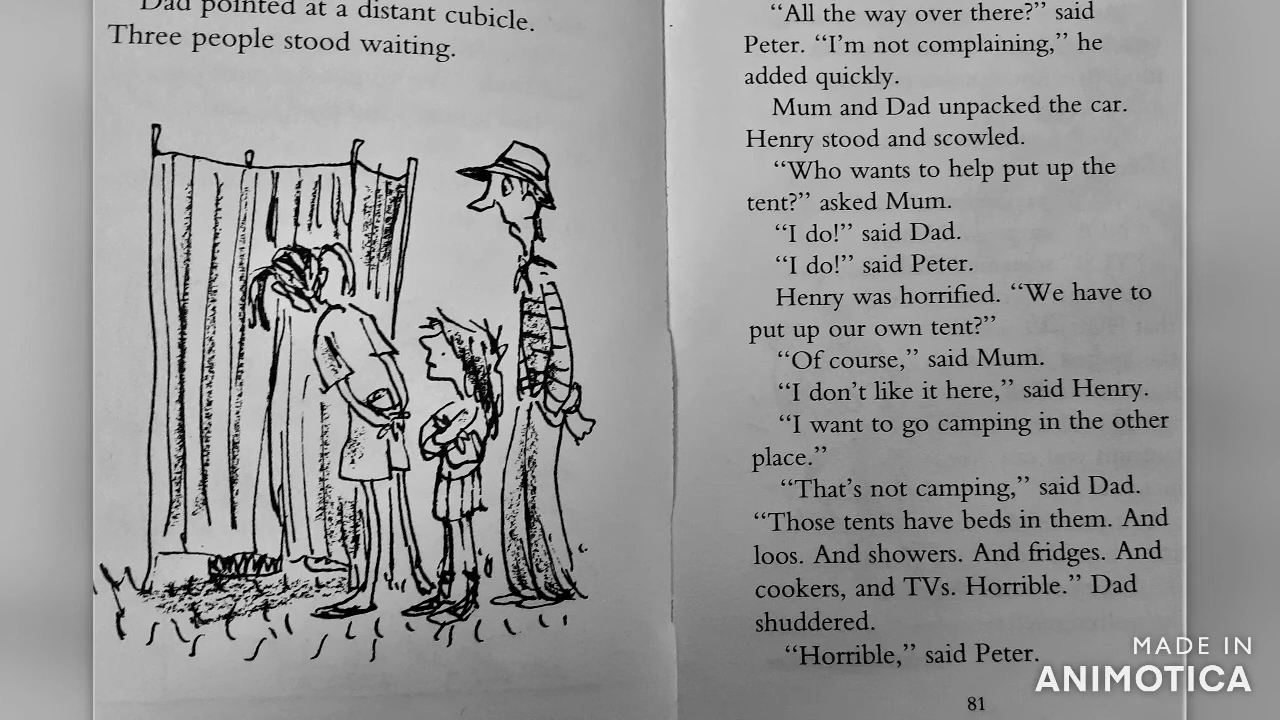 Dad pointed at a distant cubicle.
Three people stood waiting.
“All the way over there?” said
Peter. “I’m not complaining,” he
added quickly.
Mum and Dad unpacked the car.
Henry stood and scowled.
“Who wants to help put up the
tent?” asked Mum.
“I do!” said Dad.
“I do!” said Peter.
Henry was horrified. “We have to
put up our own tent?”
“Of course,” said Mum.
“I don’t like it here,” said Henry.
“I want to go camping in the other
place.”
“That’s not camping,” said Dad.
“Those tents have beds in them. And
loos. And showers. And fridges. And
cookers, and TVs. Horrible.” Dad
shuddered.
“Horrible,” said Peter.
81
MADE IN
ANIMOTICA